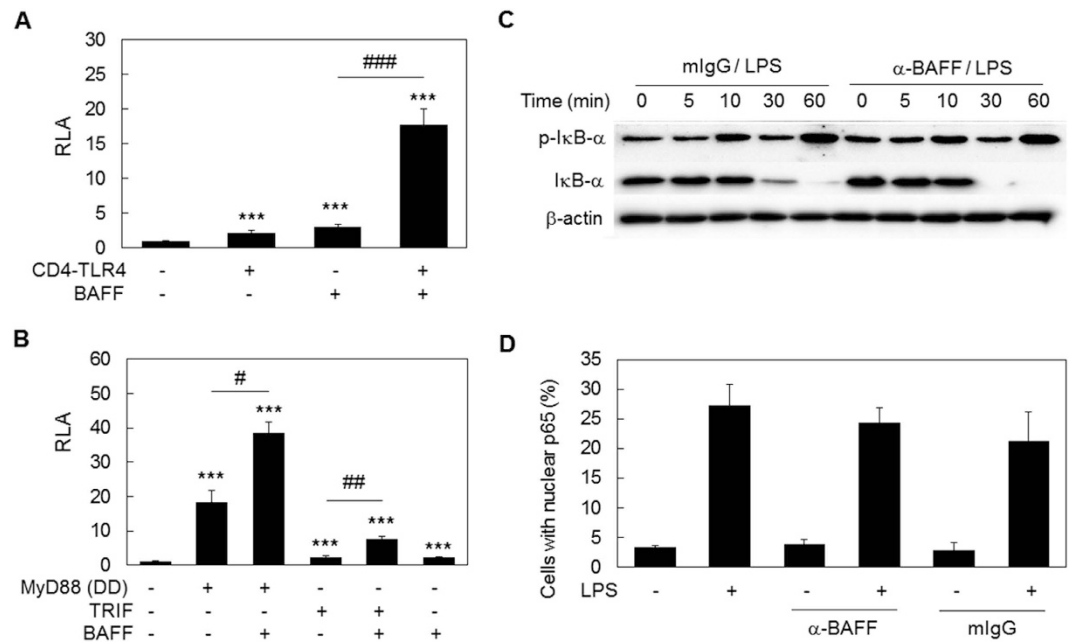 A
30
25
20
15
10
5
0
RLA
###
*** *** ***
CD4-TLR4 - + - +
BAFF - - + +
B
60
50
40
30
20
10
0
RLA
# ##
*** *** *** *** ***
MyD88 (DD) - + + - - -
TRIF - - - + + -
BAFF - - + - + +
C
mIgG / LPS α-BAFF / LPS
Time (min) 0 5 10 30 60 0 5 10 30 60
p-IκB-α
IκB-α
β-actin
D
35
30
25
20
15
10
5
0
Cells with nuclear p65 (%)
LPS - + - + - +
α-BAFF mIgG